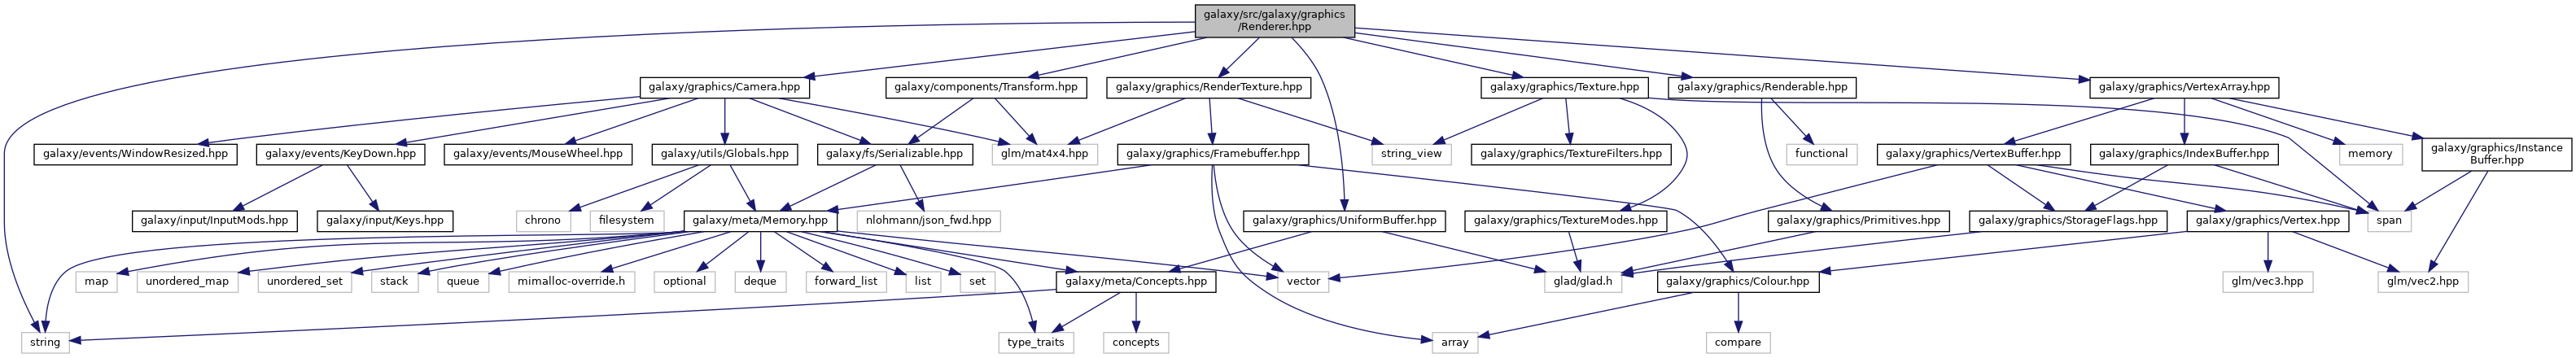 galaxy/src/galaxy/graphics
/Renderer.hpp
galaxy/graphics/Camera.hpp
galaxy/components/Transform.hpp
galaxy/graphics/RenderTexture.hpp
galaxy/graphics/Texture.hpp
galaxy/graphics/Renderable.hpp
galaxy/graphics/VertexArray.hpp
galaxy/events/WindowResized.hpp
galaxy/events/KeyDown.hpp
galaxy/events/MouseWheel.hpp
galaxy/utils/Globals.hpp
galaxy/fs/Serializable.hpp
glm/mat4x4.hpp
galaxy/graphics/Framebuffer.hpp
string_view
galaxy/graphics/TextureFilters.hpp
functional
galaxy/graphics/VertexBuffer.hpp
galaxy/graphics/IndexBuffer.hpp
memory
galaxy/graphics/Instance
Buffer.hpp
galaxy/input/InputMods.hpp
galaxy/input/Keys.hpp
chrono
filesystem
galaxy/meta/Memory.hpp
nlohmann/json_fwd.hpp
galaxy/graphics/UniformBuffer.hpp
galaxy/graphics/TextureModes.hpp
galaxy/graphics/Primitives.hpp
galaxy/graphics/StorageFlags.hpp
galaxy/graphics/Vertex.hpp
span
map
unordered_map
unordered_set
stack
queue
mimalloc-override.h
optional
deque
forward_list
list
set
galaxy/meta/Concepts.hpp
vector
glad/glad.h
galaxy/graphics/Colour.hpp
glm/vec3.hpp
glm/vec2.hpp
string
type_traits
concepts
array
compare